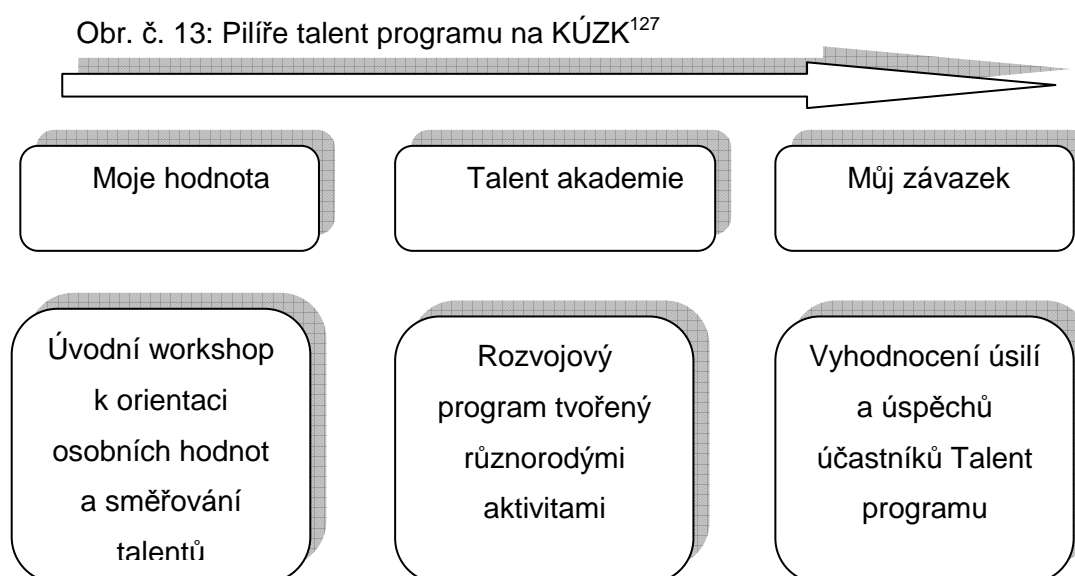 Obr. č. 13: Pilíře talent programu na KÚZK127
Moje hodnota
Talent akademie
Můj závazek
Úvodní workshop
k orientaci
osobních hodnot
a směřování
talentů
Rozvojový
program tvořený
různorodými
aktivitami
Vyhodnocení úsilí
a úspěchů
účastníků Talent
programu